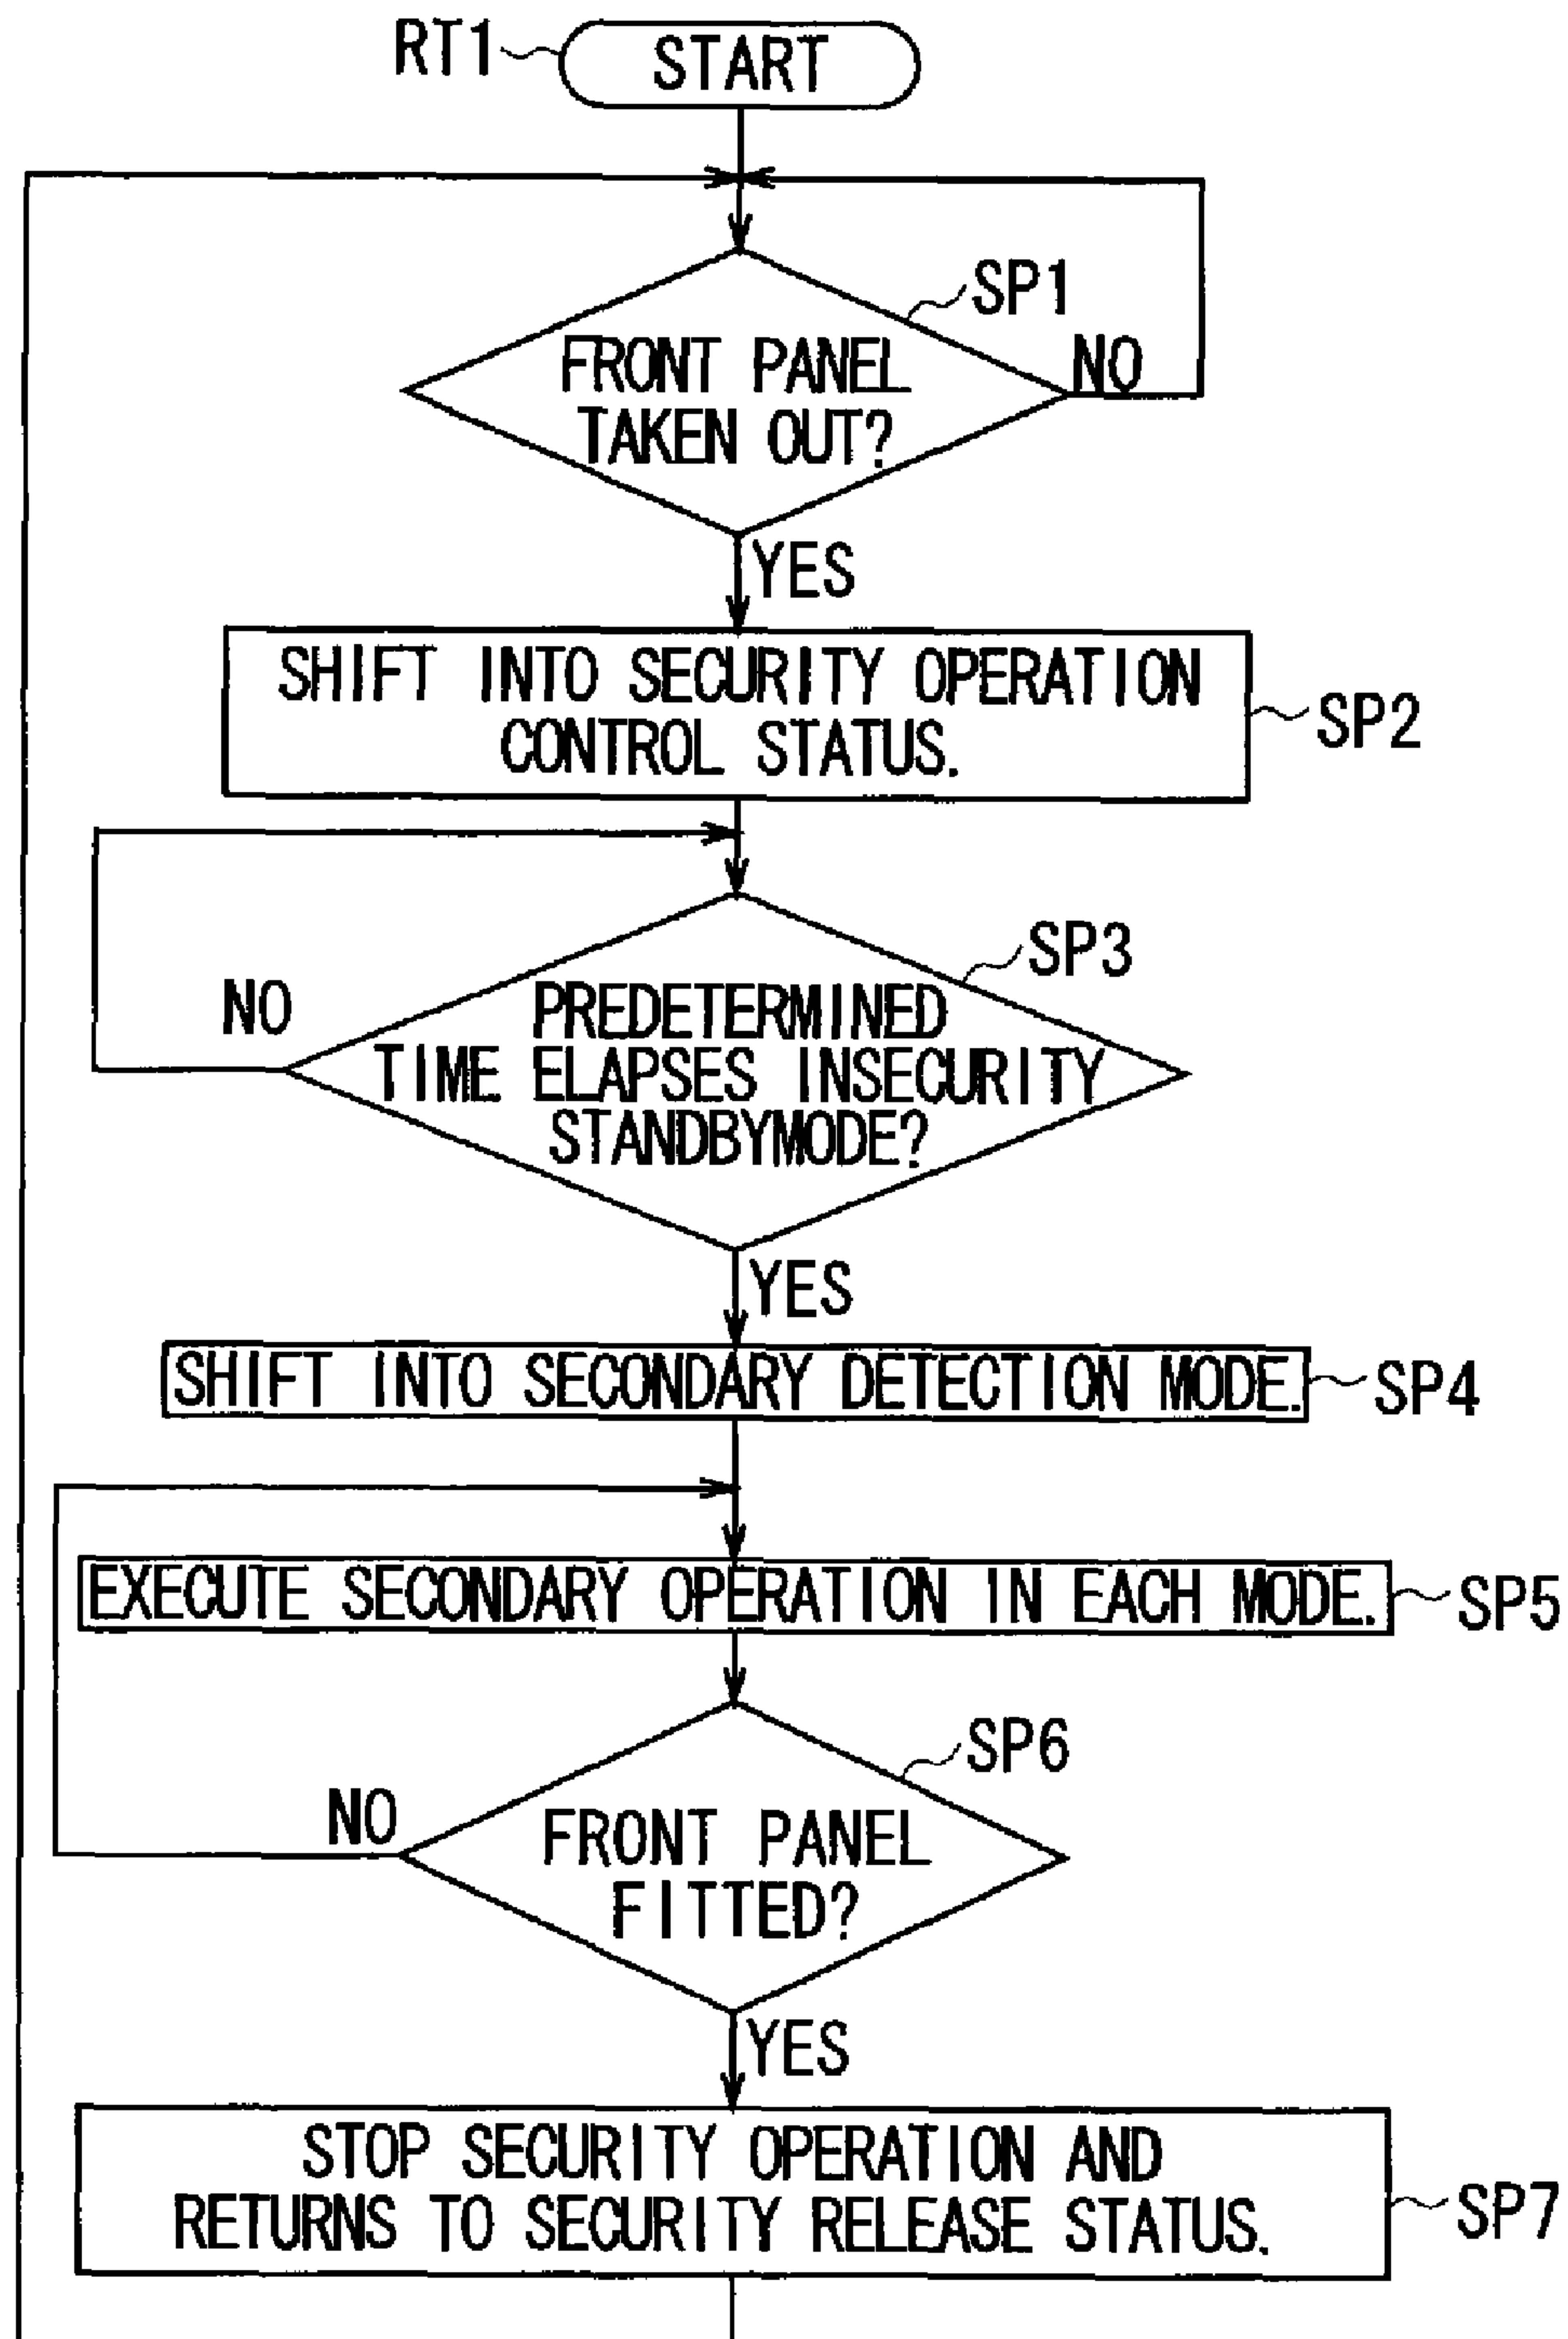 RT1
START
SP1
FRONT PANEL
TAKEN OUT?
NO
YES
SHIFT INTO SECURITY OPERATION
CONTROL STATUS.
SP2
SP3
NO
PREDETERMINED
TIME ELAPSES INSECURITY
STANDBYMODE?
YES
SHIFT INTO SECONDARY DETECTION MODE.
SP4
EXECUTE SECONDARY OPERATION IN EACH MODE.
SP5
SP6
NO
FRONT PANEL
FITTED?
YES
STOP SECURITY OPERATION AND
RETURNS TO SECURITY RELEASE STATUS.
SP7